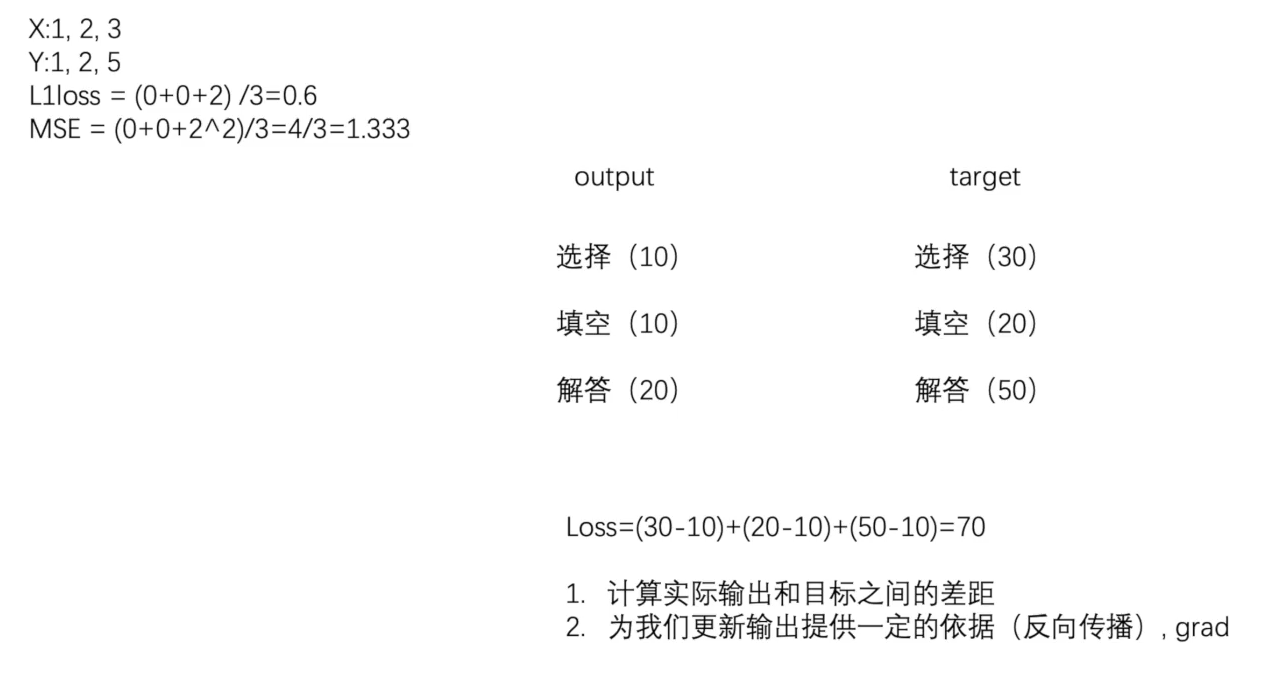 X:1, 2, 3
Y:1, 2, 5
L1loss = (0+0+2) /3=0.6
MSE = (0+0+2^2)/3=4/3=1.333
output target
选择（10） 选择（30）
填空（10） 填空（20）
解答（20） 解答（50）
Loss=(30-10)+(20-10)+(50-10)=70
1. 计算实际输出和目标之间的差距
2. 为我们更新输出提供一定的依据（反向传播）, grad